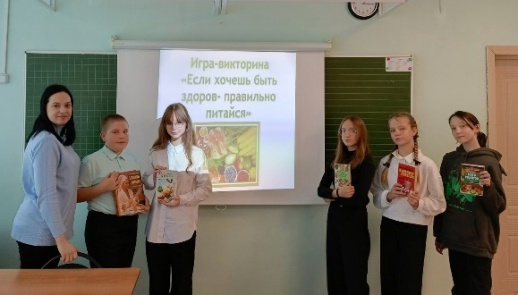 Игра-викторина
«Если хочешь быть
здоров- правильно
питайся»